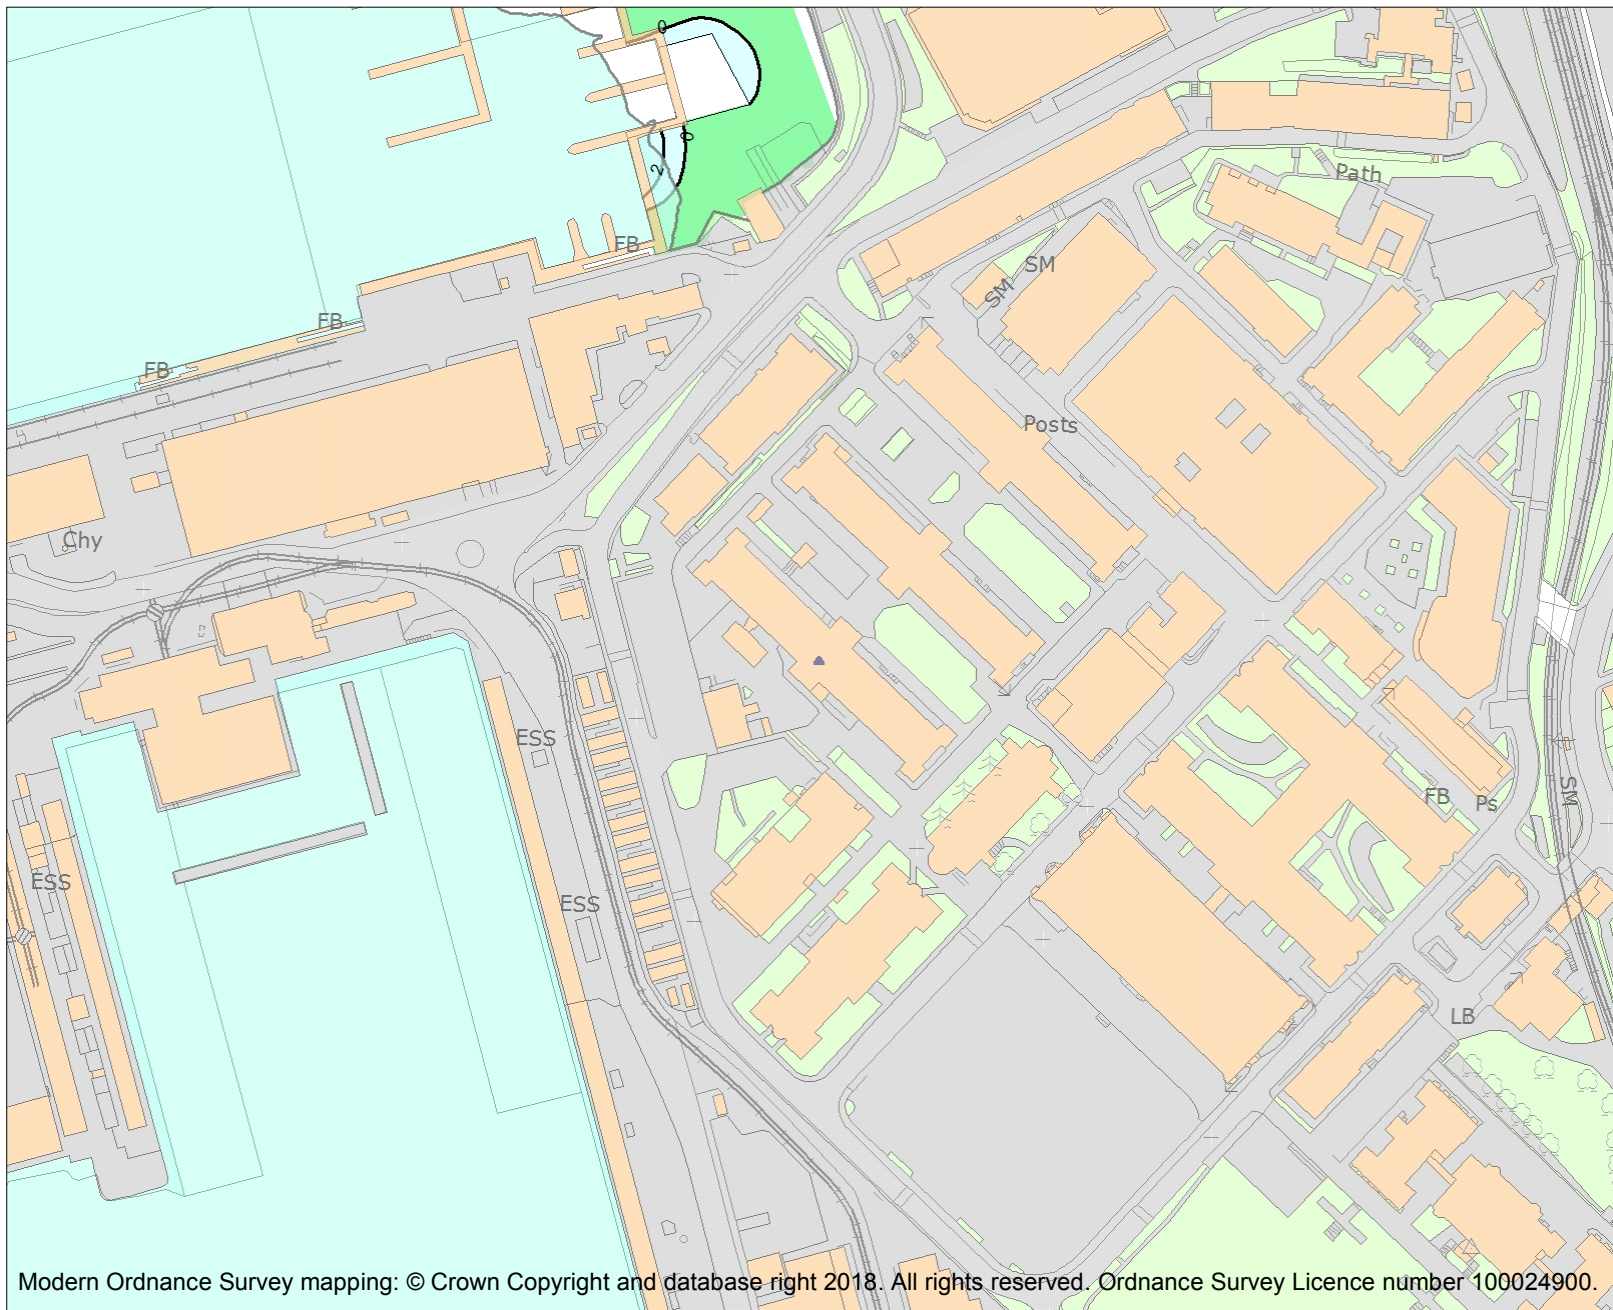 0
0
2
Path
FB
SM
SM
FB
FB
Posts
Chy
ESS
SM
FB
Ps
ESS
ESS
LB
Modern Ordnance Survey mapping: © Crown Copyright and database right 2018. All rights reserved. Ordnance Survey Licence number 100024900.